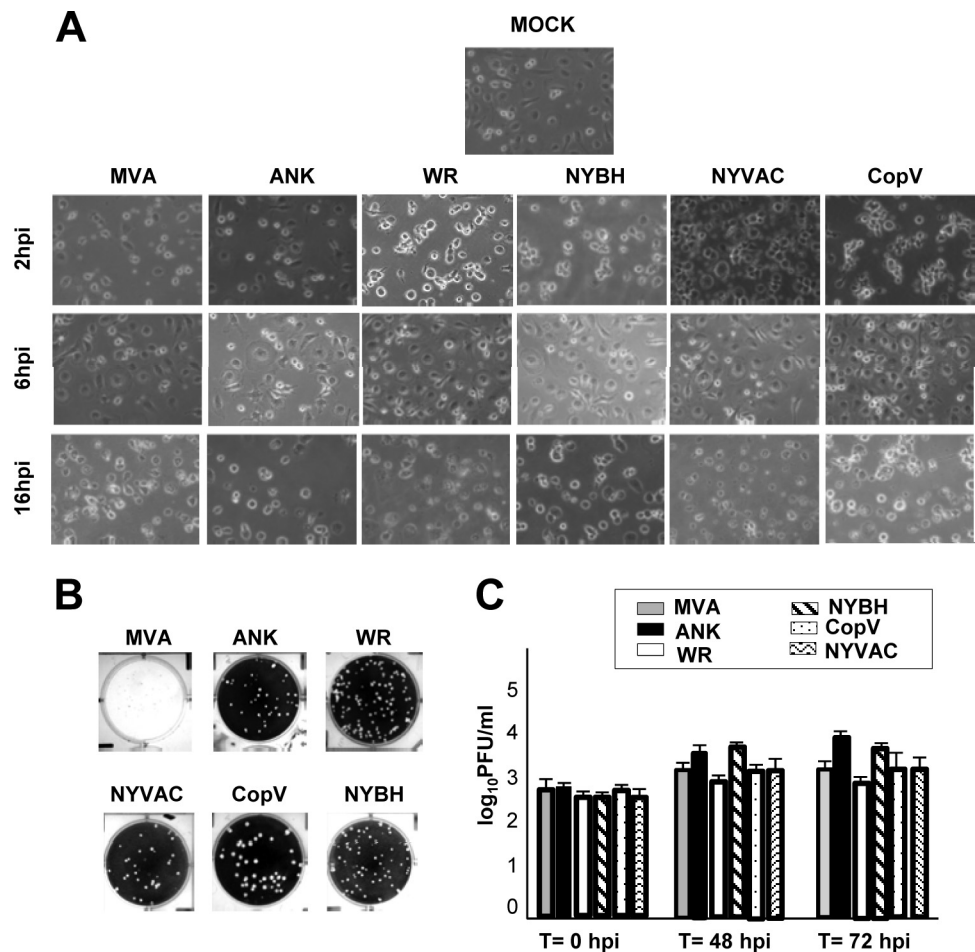 A
MOCK
MVA ANK WR NYBH NYVAC CopV
2hpi
6hpi
16hpi
B
MVA ANK WR
NYVAC CopV NYBH
C
MVA NYBH
ANK CopV
WR NYVAC
log₁₀PFU/ml
5
4
3
2
1
0
T= 0 hpi T= 48 hpi T= 72 hpi